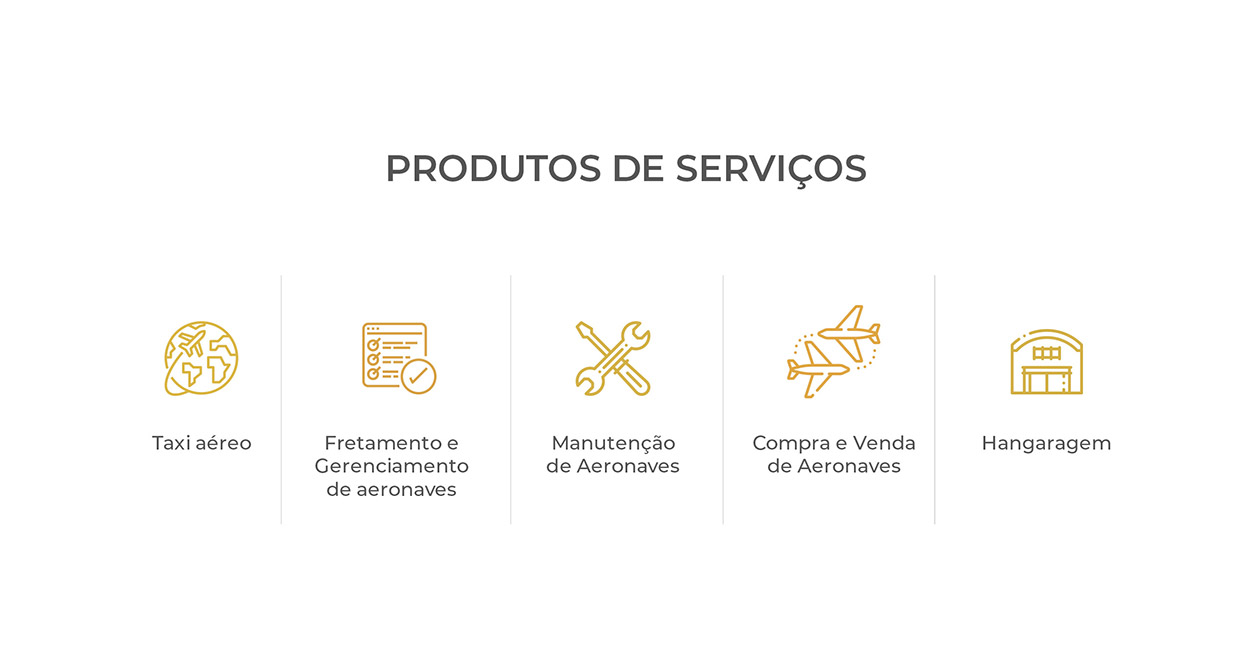 PRODUTOS DE SERVIÇOS
Taxi aéreo
Fretamento e
Gerenciamento
de aeronaves
Manutenção
de Aeronaves
Compra e Venda
de Aeronaves
Hangaragem